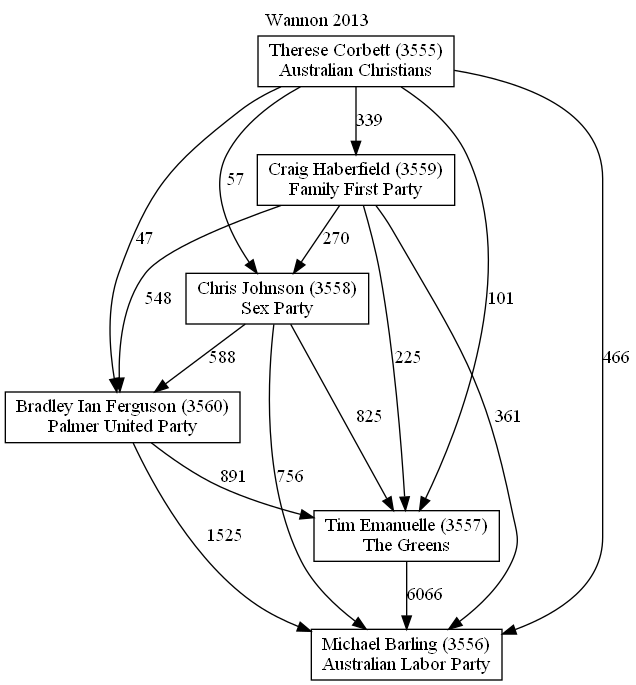 Wannon 2013
Therese Corbett (3555)
Australian Christians
339
Craig Haberfield (3559)
Family First Party
57
47
270
Chris Johnson (3558)
Sex Party
548
101
588
225
466
Bradley Ian Ferguson (3560)
Palmer United Party
825
361
891
756
Tim Emanuelle (3557)
The Greens
1525
6066
Michael Barling (3556)
Australian Labor Party